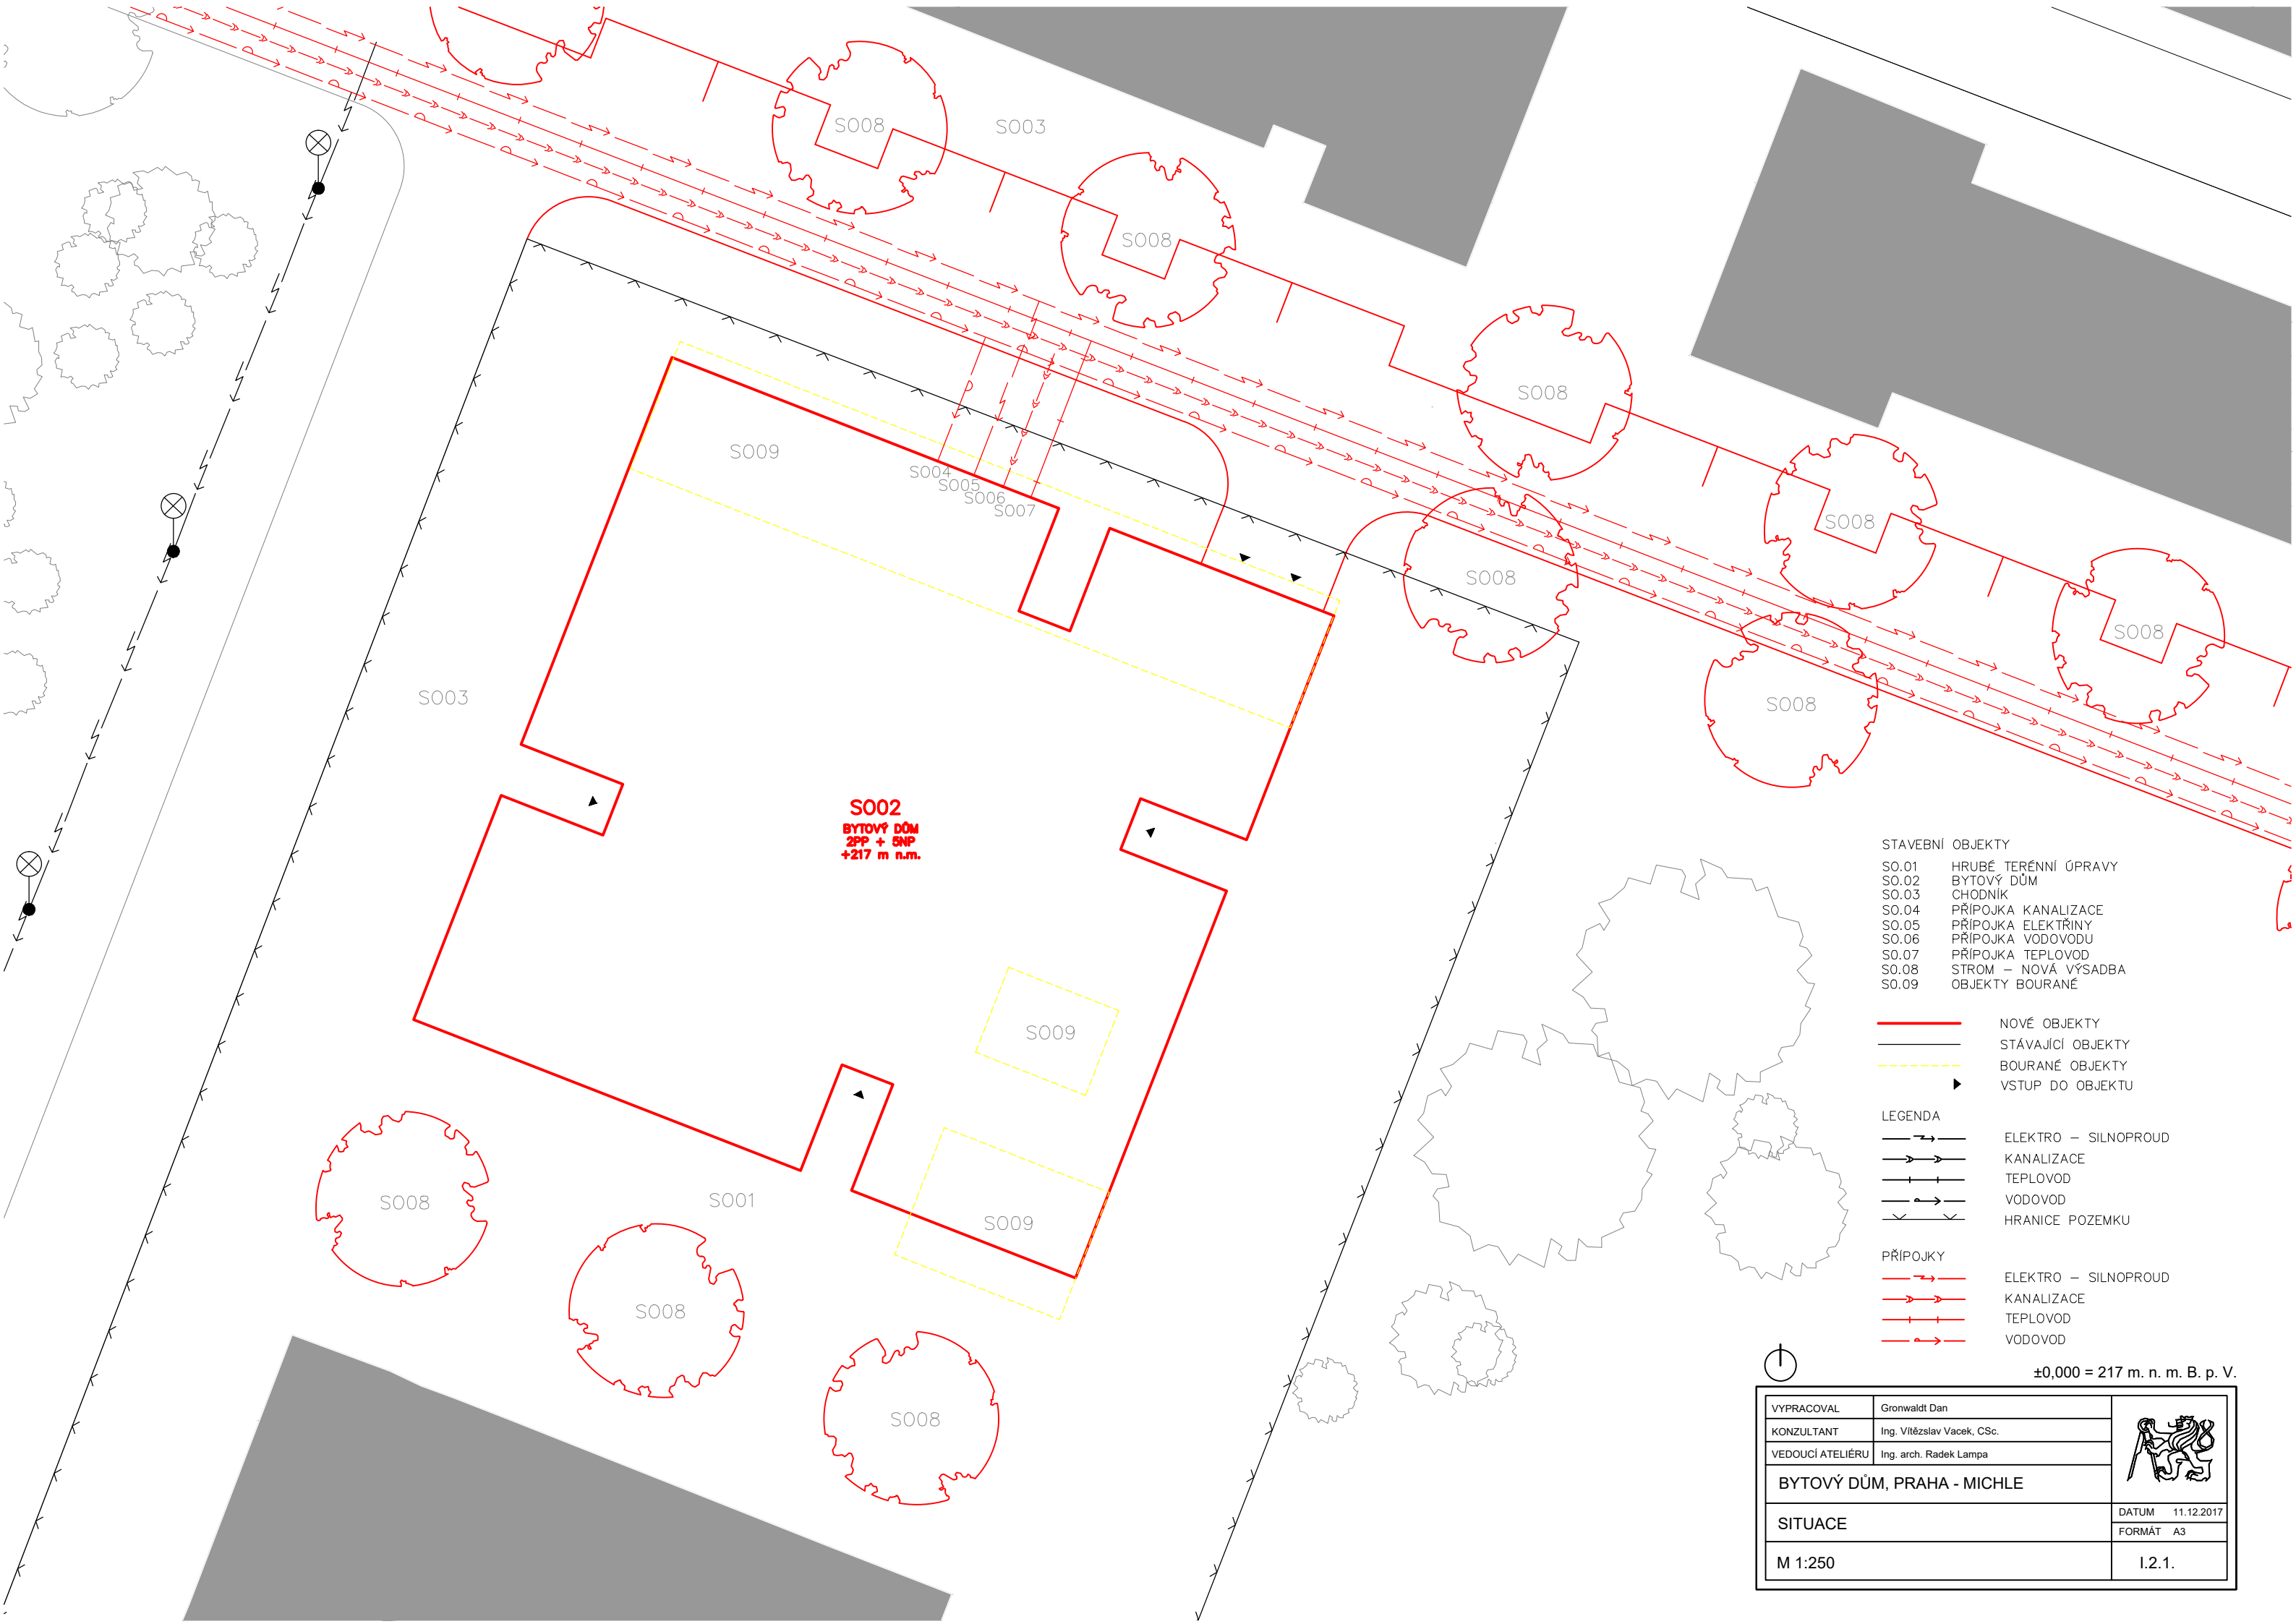 SO08
SO03
SO08
SO08
SO08
SO08
SO08
SO08
SO09
SO04
SO05
SO06
SO07
SO03
SO02
BYTOVÝ DŮM
2PP + 5NP
+217 m n.m.
SO09
SO09
SO01
SO08
SO08
SO08
STAVEBNÍ OBJEKTY
SO.01 HRUBÉ TERÉNNÍ ÚPRAVY
SO.02 BYTOVÝ DŮM
SO.03 CHODNÍK
SO.04 PŘÍPOJKA KANALIZACE
SO.05 PŘÍPOJKA ELEKTŘINY
SO.06 PŘÍPOJKA VODOVODU
SO.07 PŘÍPOJKA TEPLOVOD
SO.08 STROM – NOVÁ VÝSADBA
SO.09 OBJEKTY BOURANÉ
NOVÉ OBJEKTY
STÁVAJÍCÍ OBJEKTY
BOURANÉ OBJEKTY
VSTUP DO OBJEKTU
LEGENDA
ELEKTRO – SILNOPROUD
KANALIZACE
TEPLOVOD
VODOVOD
HRANICE POZEMKU
PŘÍPOJKY
ELEKTRO – SILNOPROUD
KANALIZACE
TEPLOVOD
VODOVOD
±0,000 = 217 m. n. m. B. p. V.
VYPRACOVAL Gronwaldt Dan
KONZULTANT Ing. Vítězslav Vacek, CSc.
VEDOUCÍ ATELIÉRU Ing. arch. Radek Lampa
BYTOVÝ DŮM, PRAHA - MICHLE
SITUACE
DATUM 11.12.2017
FORMÁT A3
M 1:250
I.2.1.